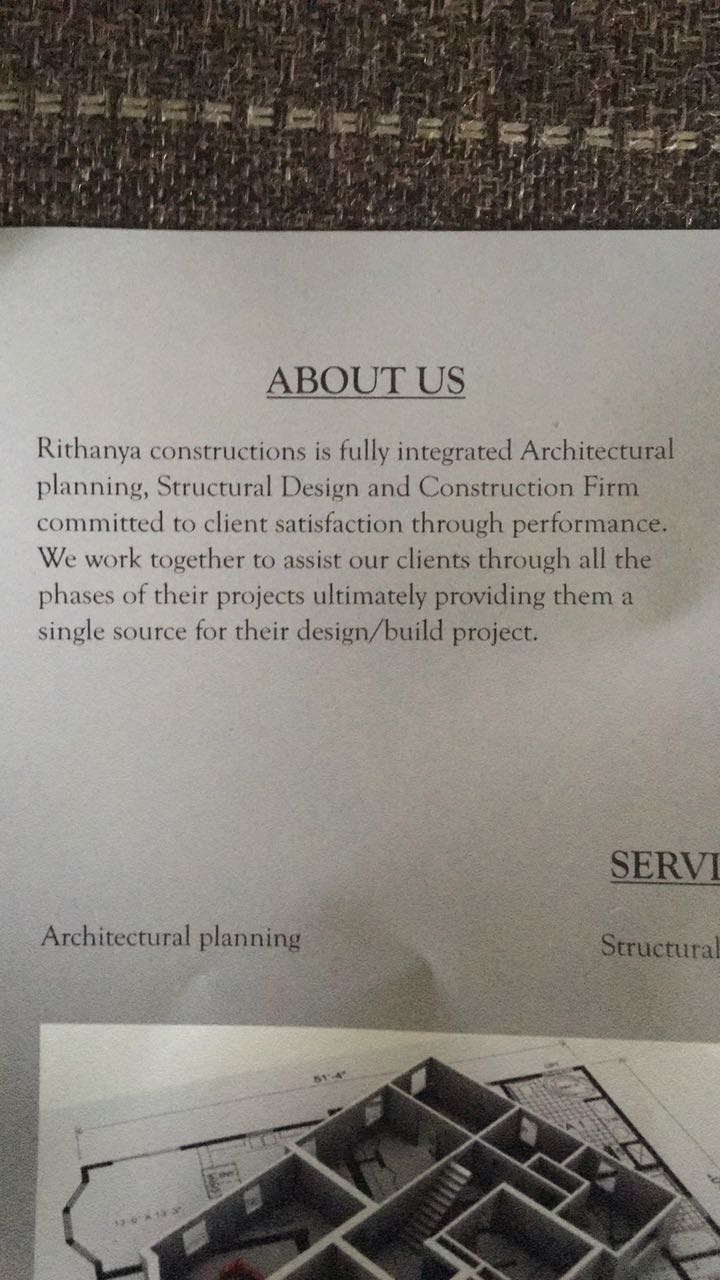 ABOUT US
Rithanya constructions is fully integrated Architectural
planning, Structural Design and Construction Firm
committed to client satisfaction through performance.
We work together to assist our clients through all the
phases of their projects ultimately providing them a
single source for their design/build project.
SERVI
Architectural planning
Structural
51'-4"